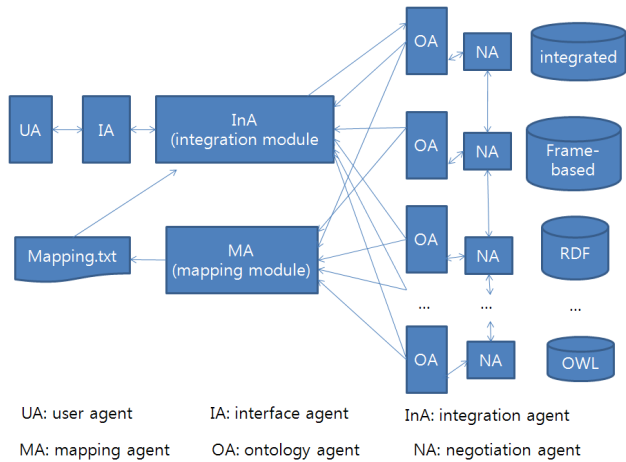 OA
NA
integrated
UA
IA
InA
(integration module
OA
NA
Frame-
based
Mapping.txt
MA
(mapping module)
OA
NA
RDF
...
...
...
OA
NA
OWL
UA: user agent
IA: interface agent
InA: integration agent
MA: mapping agent
OA: ontology agent
NA: negotiation agent